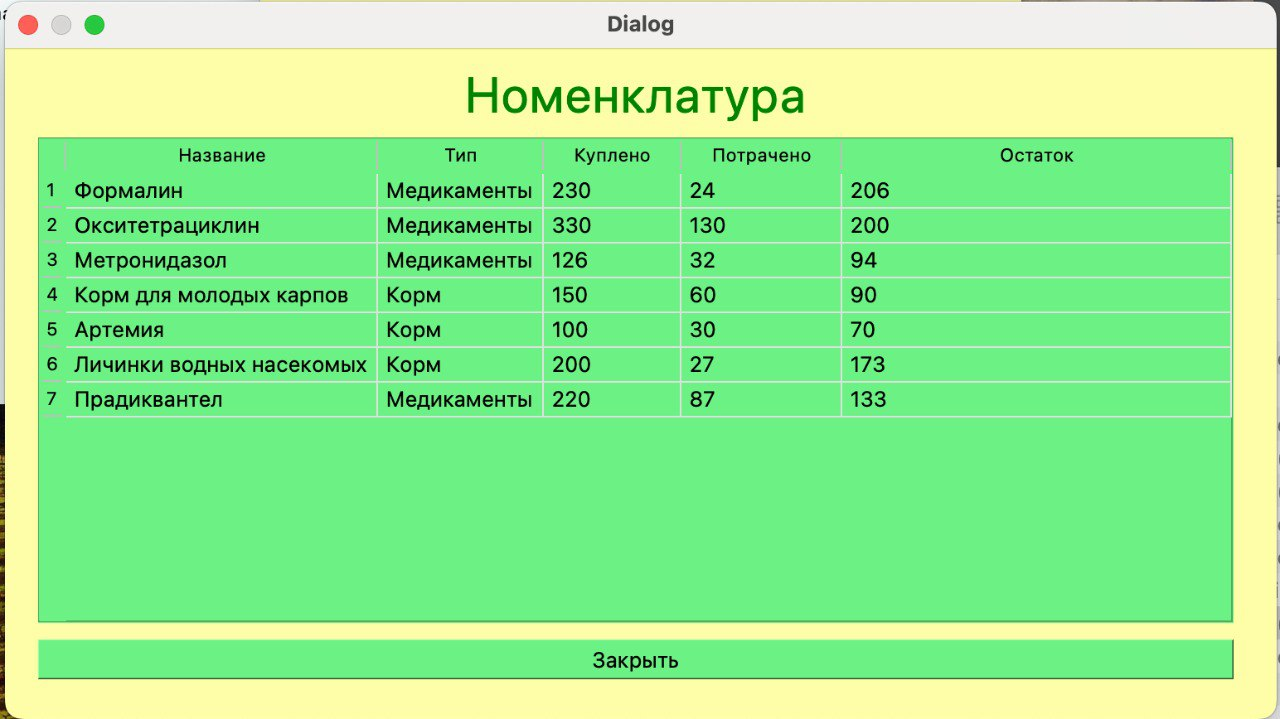 Dialog
Номенклатура
Название Тип Куплено Потрачено Остаток
1 Формалин Медикаменты 230 24 206
2 Окситетрациклин Медикаменты 330 130 200
3 Метронидазол Медикаменты 126 32 94
4 Корм для молодых карпов Корм 150 60 90
5 Артемия Корм 100 30 70
6 Личинки водных насекомых Корм 200 27 173
7 Прадиквантел Медикаменты 220 87 133
Закрыть